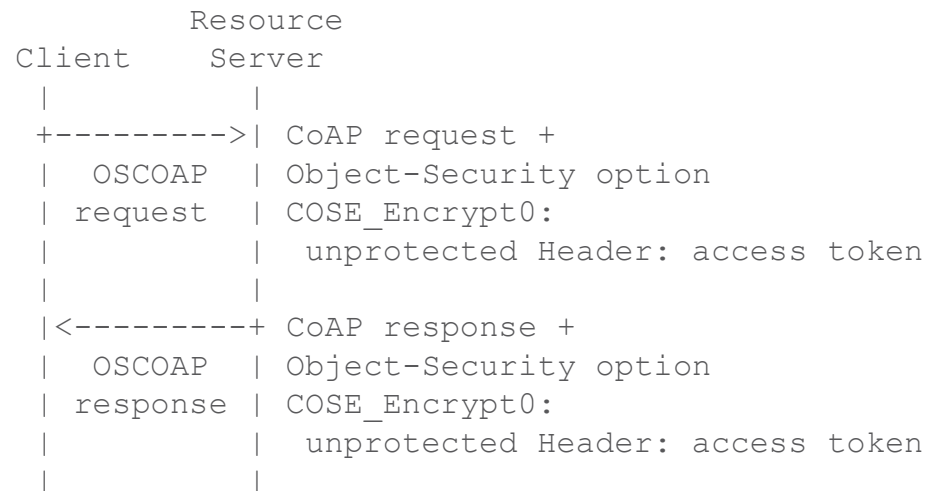 Resource
Client     Server
 |            |
 +--------->| CoAP request +
 |  OSCOAP  | Object-Security option
 | request  | COSE_Encrypt0:
 |          |  unprotected Header: access token
 |          |
 |<---------+ CoAP response +
 |  OSCOAP  | Object-Security option
 | response | COSE_Encrypt0:
 |          |  unprotected Header: access token
 |          |